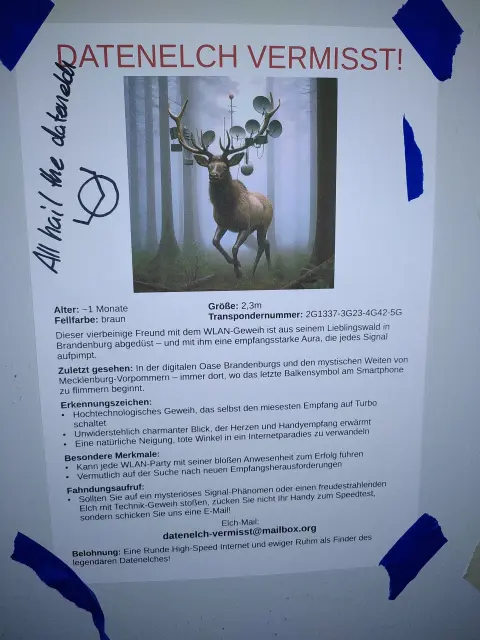 DATENELCH VERMISST!
All hail the datenelch
Alter: ~1 Monate
Größe: 2,3m
Fellfarbe: braun
Transpondernummer: 2G1337-3G23-4G42-5G
Dieser vierbeinige Freund mit dem WLAN-Geweih ist aus seinem Lieblingswald in
Brandenburg abgedüst – und mit ihm eine empfangsstarke Aura, die jedes Signal
aufpimpt.
Zuletzt gesehen: In der digitalen Oase Brandenburgs und den mystischen Weiten von
Mecklenburg-Vorpommern – immer dort, wo das letzte Balkensymbol am Smartphone
zu flimmern beginnt.
Erkennungszeichen:
• Hochtechnologisches Geweih, das selbst den miesesten Empfang auf Turbo
schaltet
• Unwiderstehlich charmanter Blick, der Herzen und Handyempfang erwärmt
• Eine natürliche Neigung, tote Winkel in ein Internetparadies zu verwandeln
Besondere Merkmale:
• Kann jede WLAN-Party mit seiner bloßen Anwesenheit zum Erfolg führen
• Vermutlich auf der Suche nach neuen Empfangsherausforderungen
Fahndungsaufruf:
• Sollten Sie auf ein mysteriöses Signal-Phänomen oder einen freudestrahlenden
Elch mit Technik-Geweih stoßen, zücken Sie nicht Ihr Handy zum Speedtest,
sondern schicken Sie uns eine E-Mail!
Elch-Mail:
datenelch-vermisst@mailbox.org
Belohnung: Eine Runde High-Speed Internet und ewiger Ruhm als Finder des
legendären Datenelches!